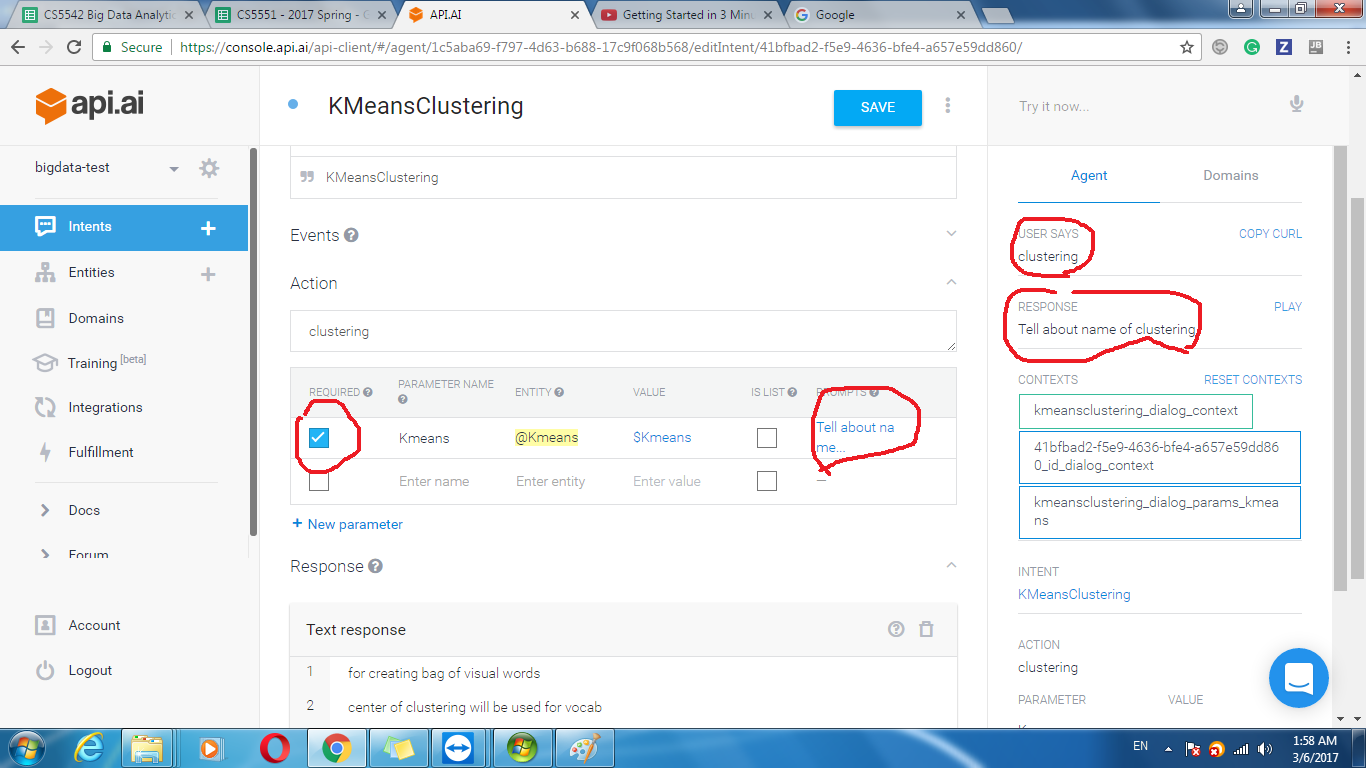 CS5542 Big Data Analytic
CS5551 - 2017 Spring - G
API.AI
Getting Started in 3 Minu
Google
Secure
https://console.api.ai/api-client/#/agent/1c5aba69-f797-4d63-b688-17c9f068b568/editIntent/41bfbad2-f5e9-4636-bfe4-a657e59dd860/
api.ai
bigdata-test
Intents
Entities
Domains
Training [beta]
Integrations
Fulfillment
Docs
Forum
Account
Logout
KMeansClustering
SAVE
KMeansClustering
Events
Action
clustering
REQUIRED
PARAMETER NAME
ENTITY
VALUE
IS LIST
PROMPTS
Kmeans
@Kmeans
$Kmeans
Tell about na
me...
Enter name
Enter entity
Enter value
—
+ New parameter
Response
Text response
1 for creating bag of visual words
2 center of clustering will be used for vocab
Try it now...
Agent
Domains
USER SAYS
COPY CURL
clustering
RESPONSE
PLAY
Tell about name of clustering
CONTEXTS
RESET CONTEXTS
kmeansclustering_dialog_context
41bfbad2-f5e9-4636-bfe4-a657e59dd86
0_id_dialog_context
kmeansclustering_dialog_params_kmea
ns
INTENT
KMeansClustering
ACTION
clustering
PARAMETER
VALUE
EN
1:58 AM
3/6/2017